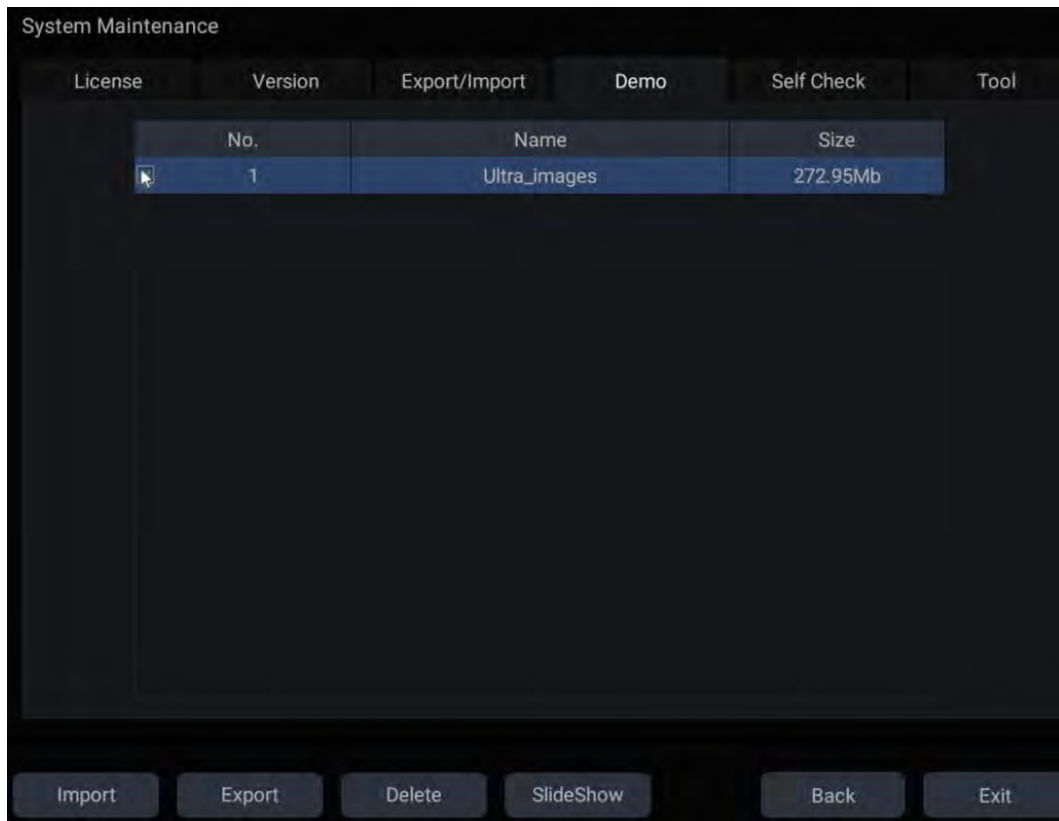 System Maintenance
License Version Export/Import Demo Self Check Tool
No. Name Size
1 Ultra_images 272.95Mb
Import Export Delete SlideShow Back Exit